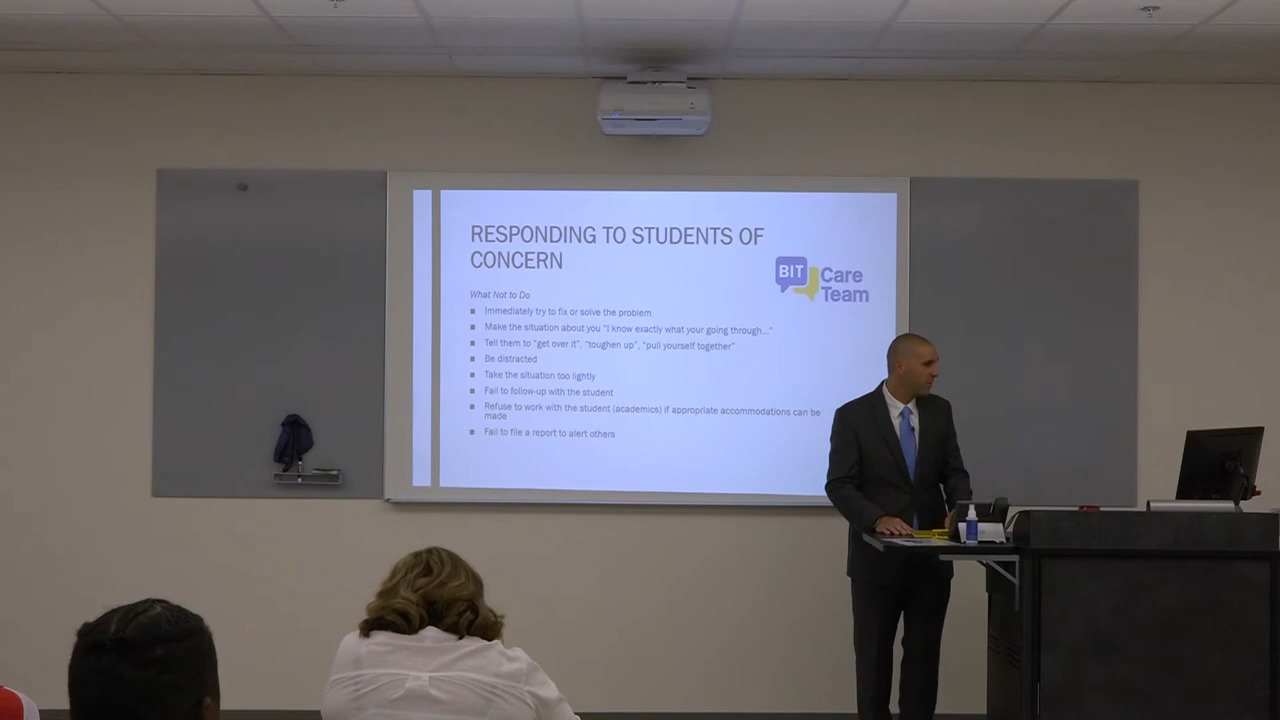 RESPONDING TO STUDENTS OF
CONCERN
BIT
Care
Team
What Not to Do
Immediately try to fix or solve the problem
Make the situation about you "I know exactly what your going through..."
Tell them to "get over it", "toughen up", "pull yourself together"
Be distracted
Take the situation too lightly
Fail to follow-up with the student
Refuse to work with the student (academics) if appropriate accommodations can be
made
Fail to file a report to alert others